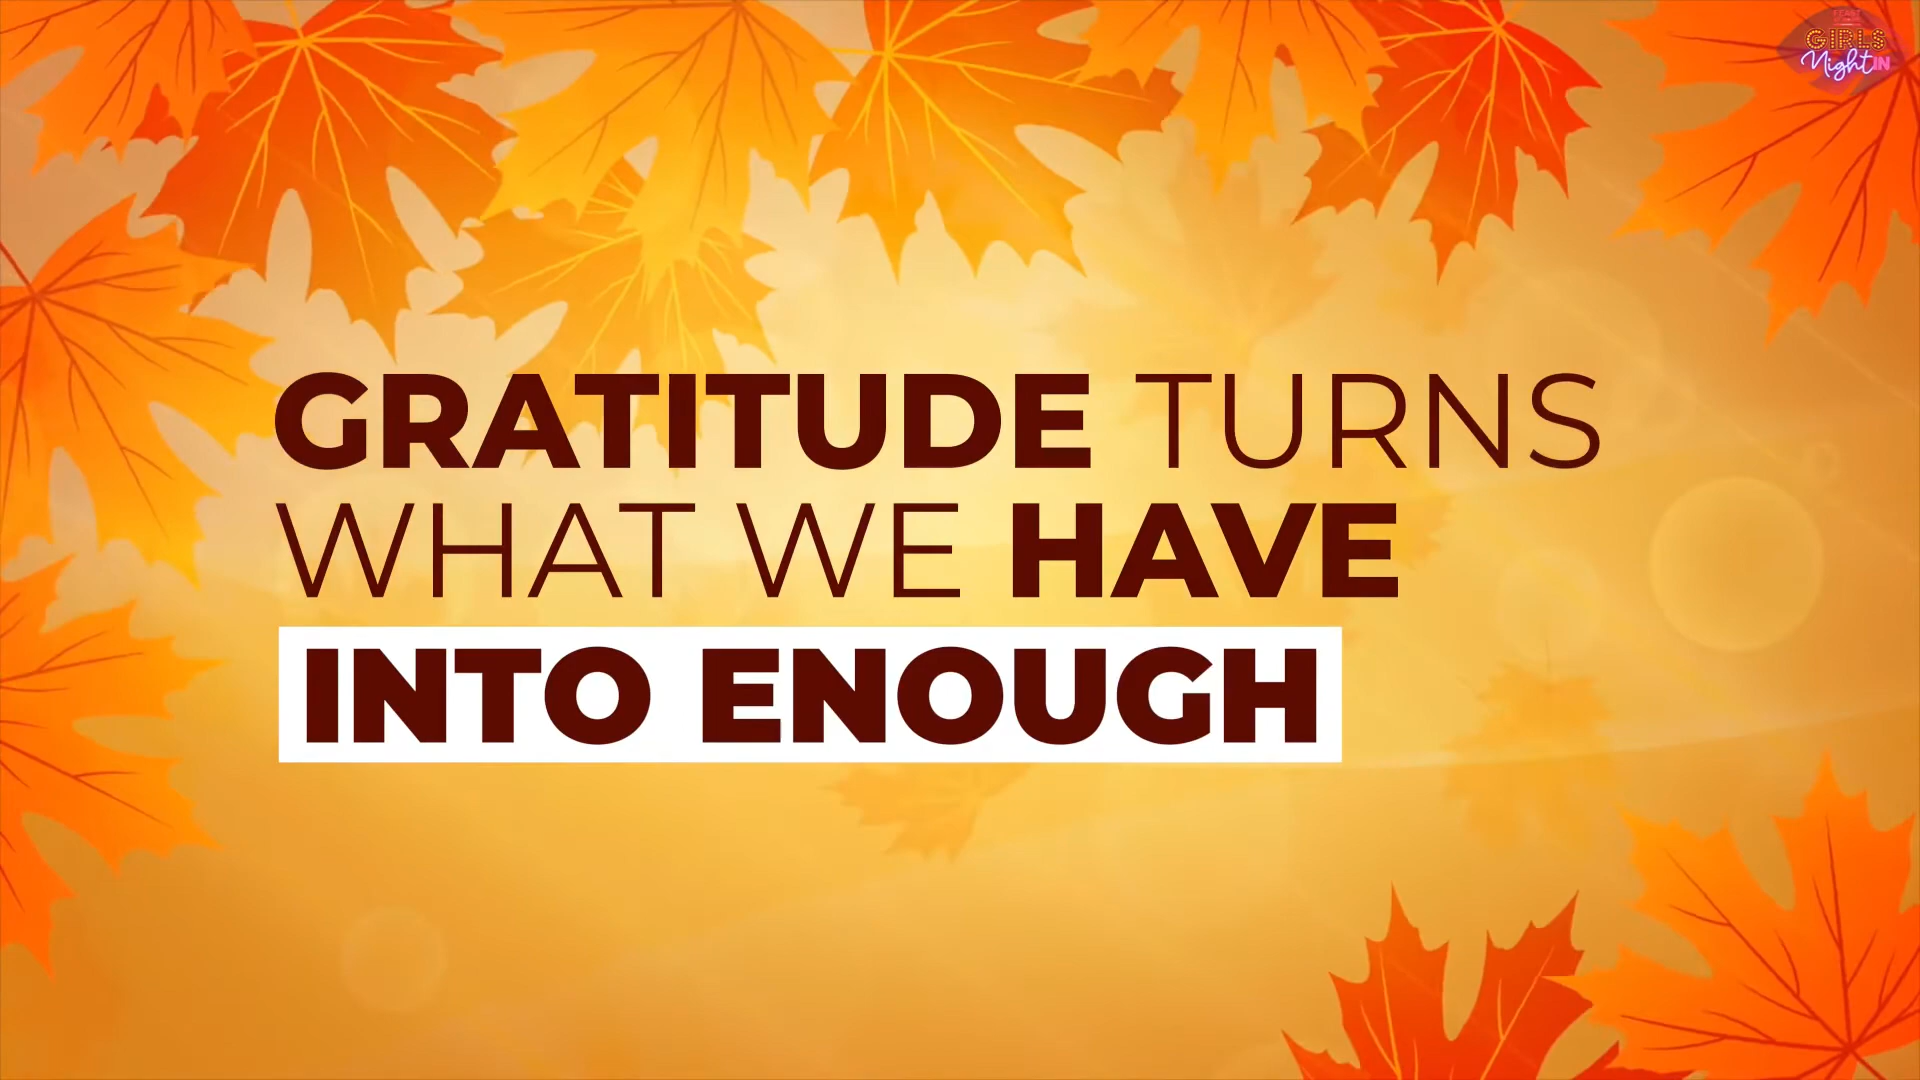 GIRLS
Night IN
GRATITUDE TURNS
WHAT WE HAVE
INTO ENOUGH